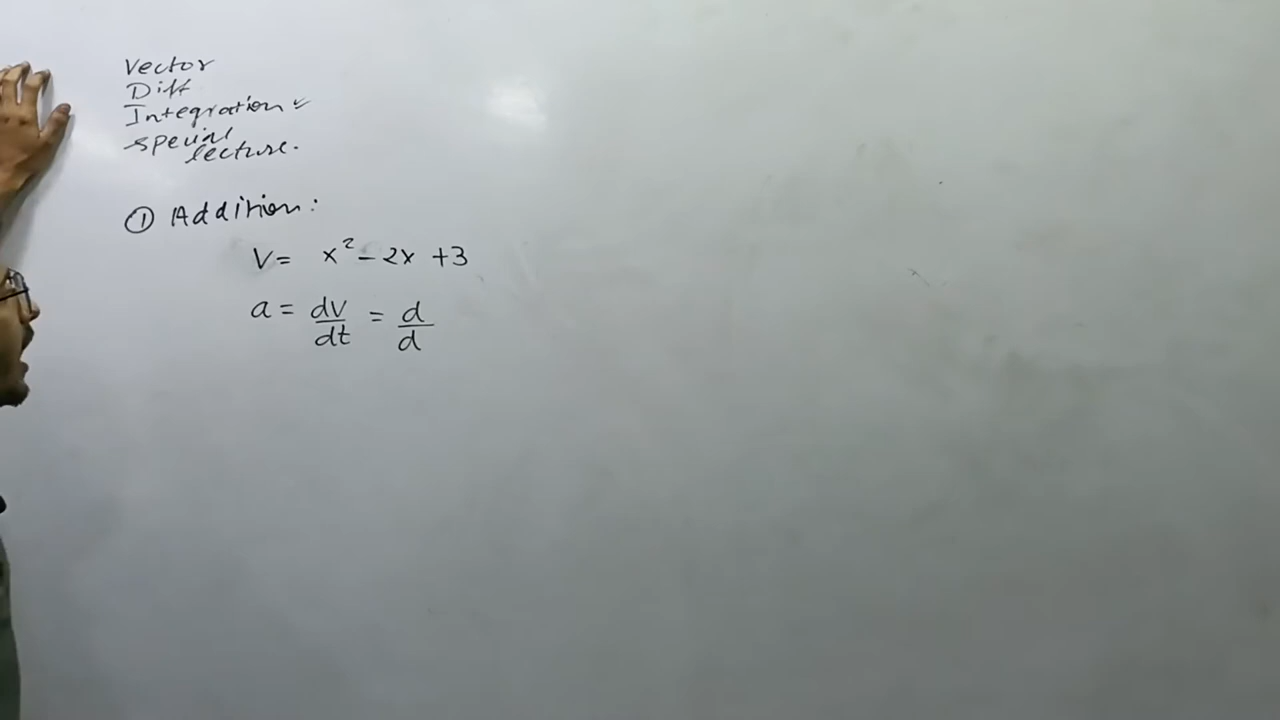 Vector
Diff
Integration ✓
special
lecture.
① Addition:
V = x² - 2x + 3
a = dv/dt = d/d